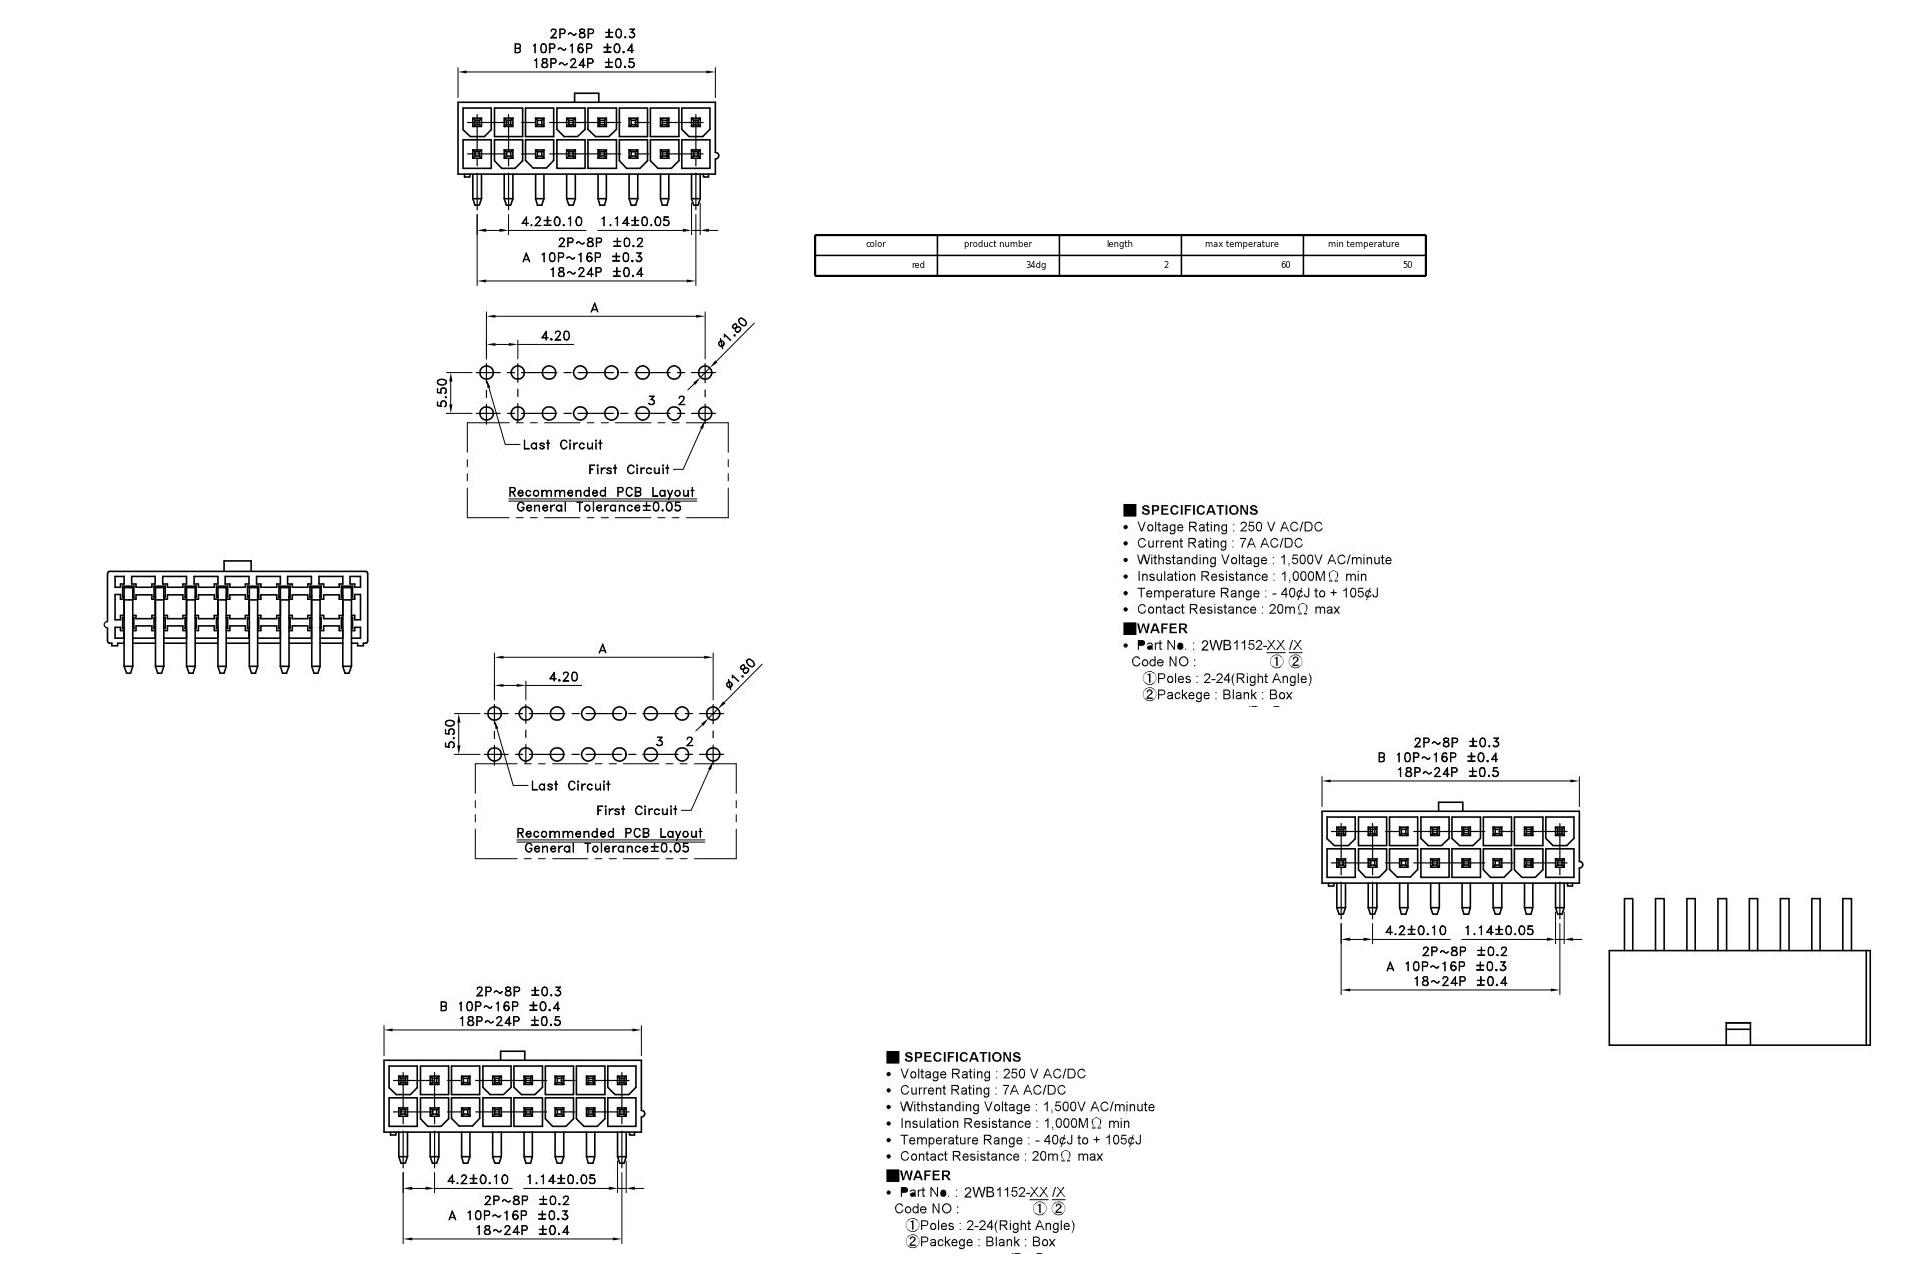 2P~8P ±0.3
B 10P~16P ±0.4
18P~24P ±0.5
4.2±0.10 1.14±0.05
2P~8P ±0.2
A 10P~16P ±0.3
18~24P ±0.4
color product number length max temperature min temperature
red 34dg 2 60 50
A
4.20
ø1.80
5.50
3 2
Last Circuit
First Circuit
Recommended PCB Layout
General Tolerance±0.05
■ SPECIFICATIONS
• Voltage Rating : 250 V AC/DC
• Current Rating : 7A AC/DC
• Withstanding Voltage : 1,500V AC/minute
• Insulation Resistance : 1,000MΩ min
• Temperature Range : - 40¢J to + 105¢J
• Contact Resistance : 20mΩ max
■WAFER
• Part No. : 2WB1152-XX /X
Code NO : ① ②
①Poles : 2-24(Right Angle)
②Packege : Blank : Box
A
4.20
ø1.80
5.50
3 2
Last Circuit
First Circuit
Recommended PCB Layout
General Tolerance±0.05
2P~8P ±0.3
B 10P~16P ±0.4
18P~24P ±0.5
4.2±0.10 1.14±0.05
2P~8P ±0.2
A 10P~16P ±0.3
18~24P ±0.4
2P~8P ±0.3
B 10P~16P ±0.4
18P~24P ±0.5
4.2±0.10 1.14±0.05
2P~8P ±0.2
A 10P~16P ±0.3
18~24P ±0.4
■ SPECIFICATIONS
• Voltage Rating : 250 V AC/DC
• Current Rating : 7A AC/DC
• Withstanding Voltage : 1,500V AC/minute
• Insulation Resistance : 1,000MΩ min
• Temperature Range : - 40¢J to + 105¢J
• Contact Resistance : 20mΩ max
■WAFER
• Part No. : 2WB1152-XX /X
Code NO : ① ②
①Poles : 2-24(Right Angle)
②Packege : Blank : Box